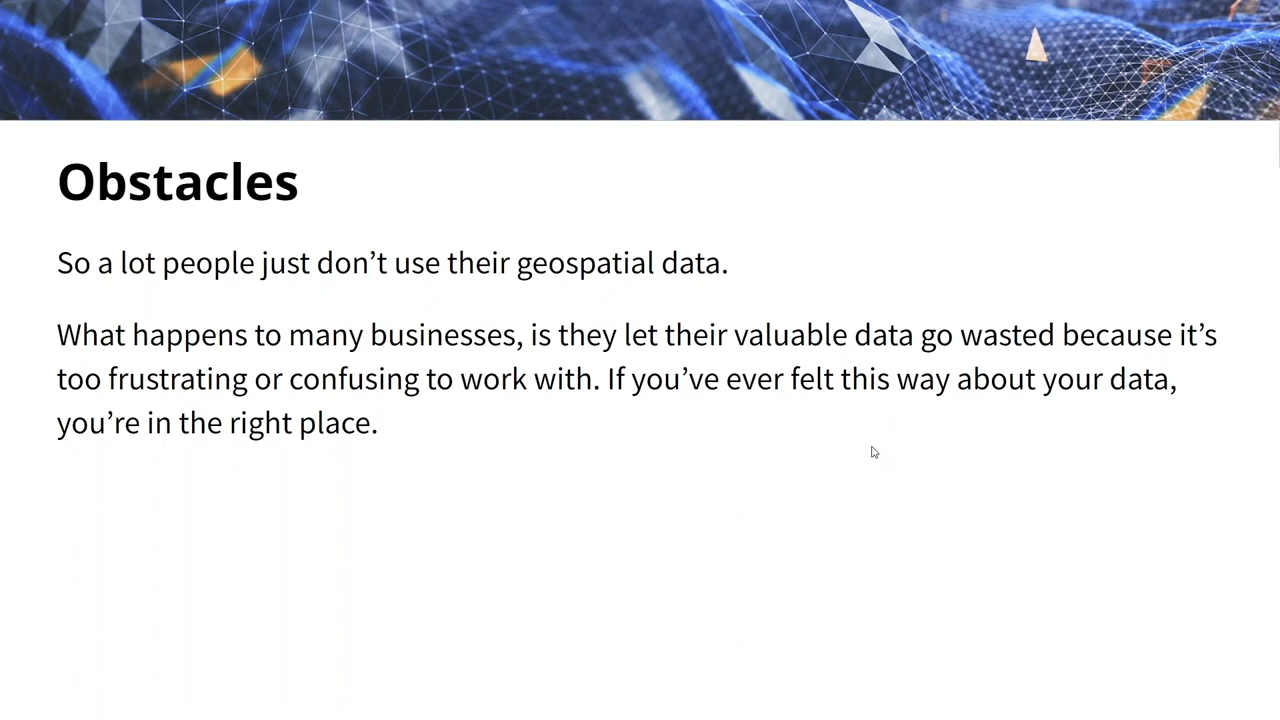 Obstacles
So a lot people just don’t use their geospatial data.
What happens to many businesses, is they let their valuable data go wasted because it’s
too frustrating or confusing to work with. If you’ve ever felt this way about your data,
you’re in the right place.